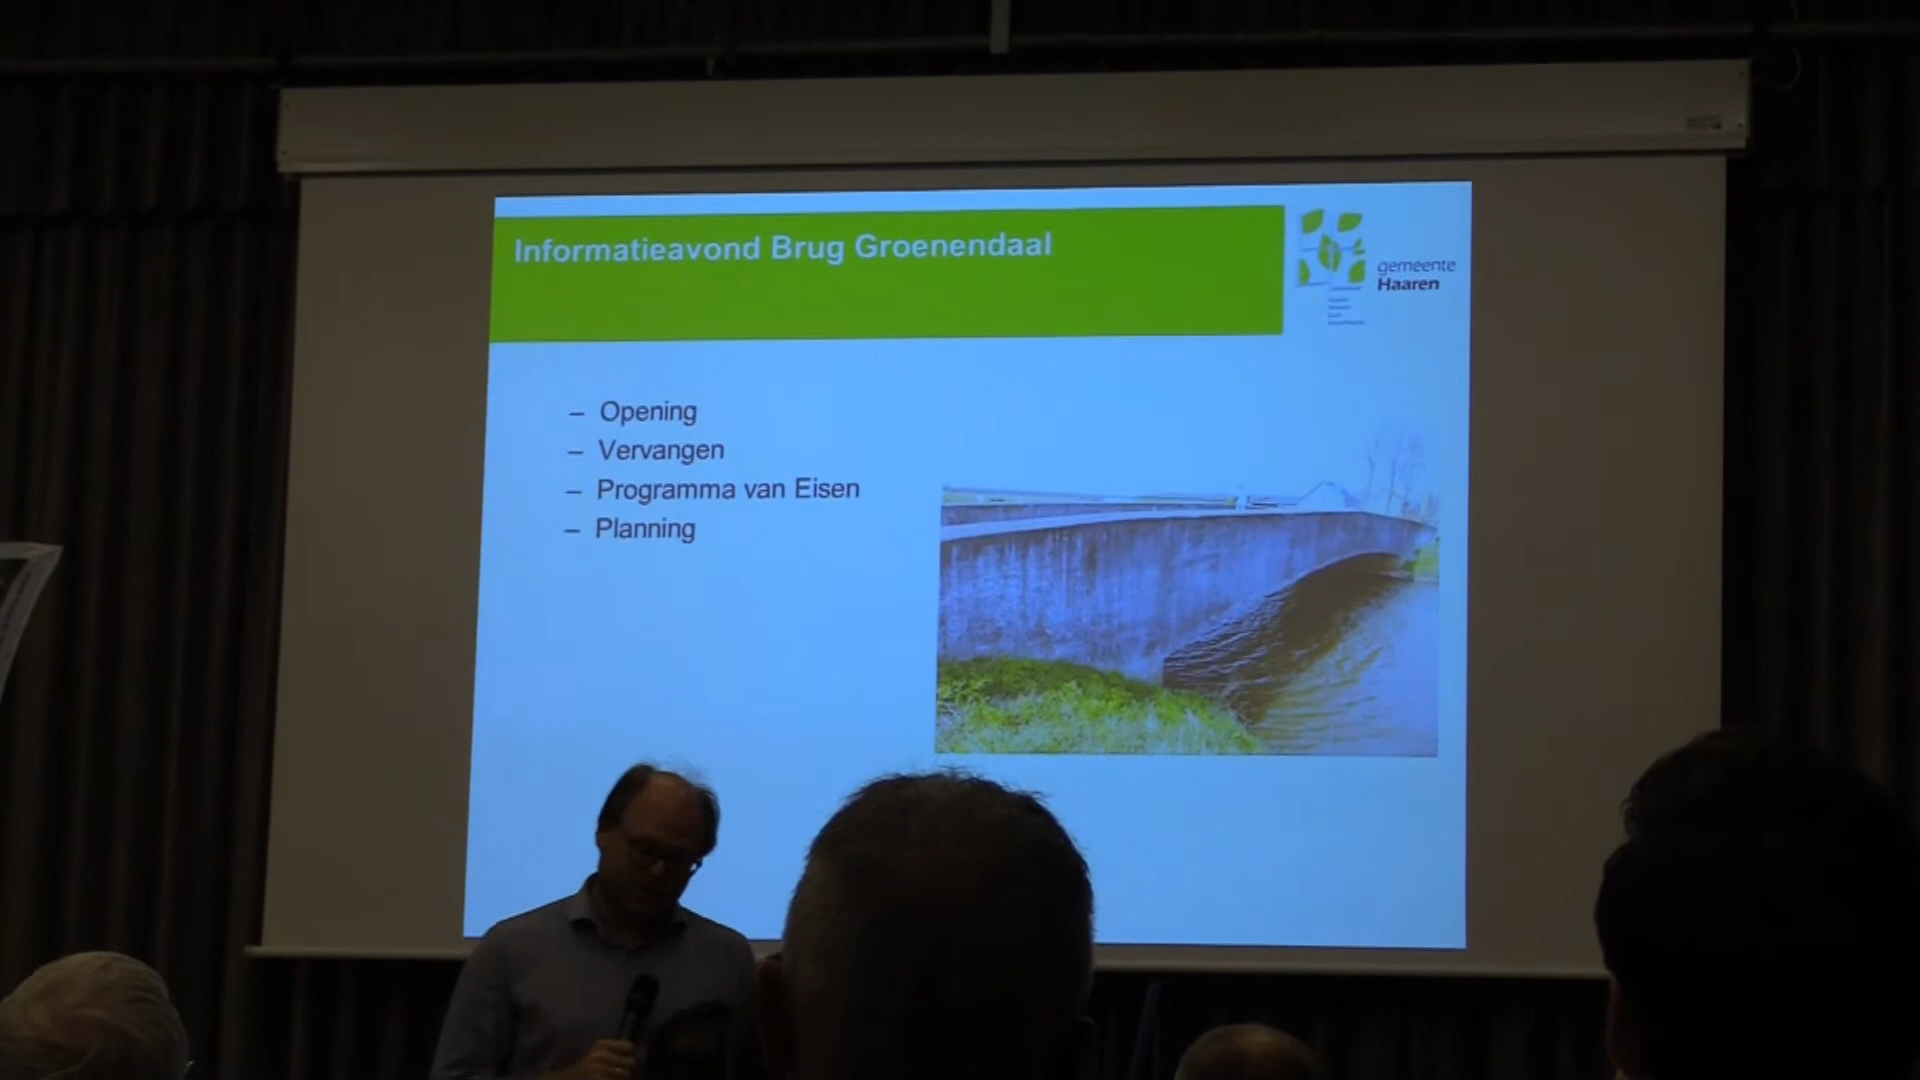 Informatieavond Brug Groenendaal
gemeente
Haaren
– Opening
– Vervangen
– Programma van Eisen
– Planning